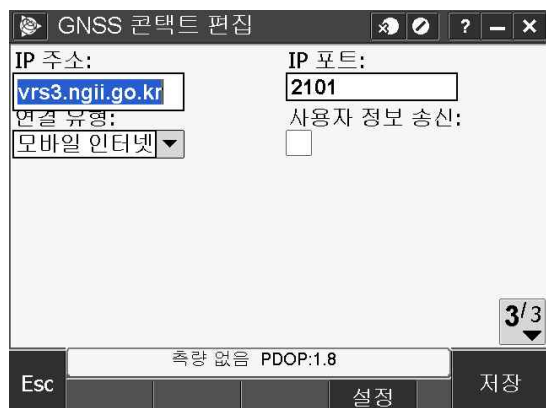 GNSS 콘택트 편집 ? – ×
IP 주소: IP 포트:
vrs3.ngii.go.kr 2101
연결 유형: 사용자 정보 송신:
모바일 인터넷
3/3
측량 없음 PDOP:1.8
Esc 설정 저장